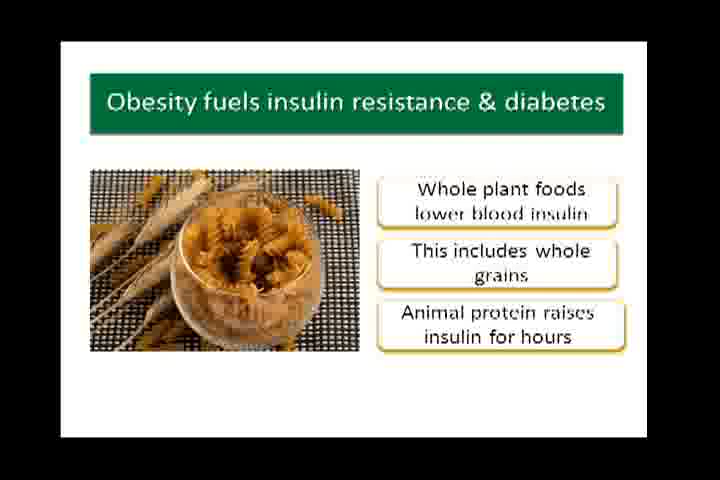 Obesity fuels insulin resistance & diabetes
Whole plant foods
lower blood insulin
This includes whole
grains
Animal protein raises
insulin for hours